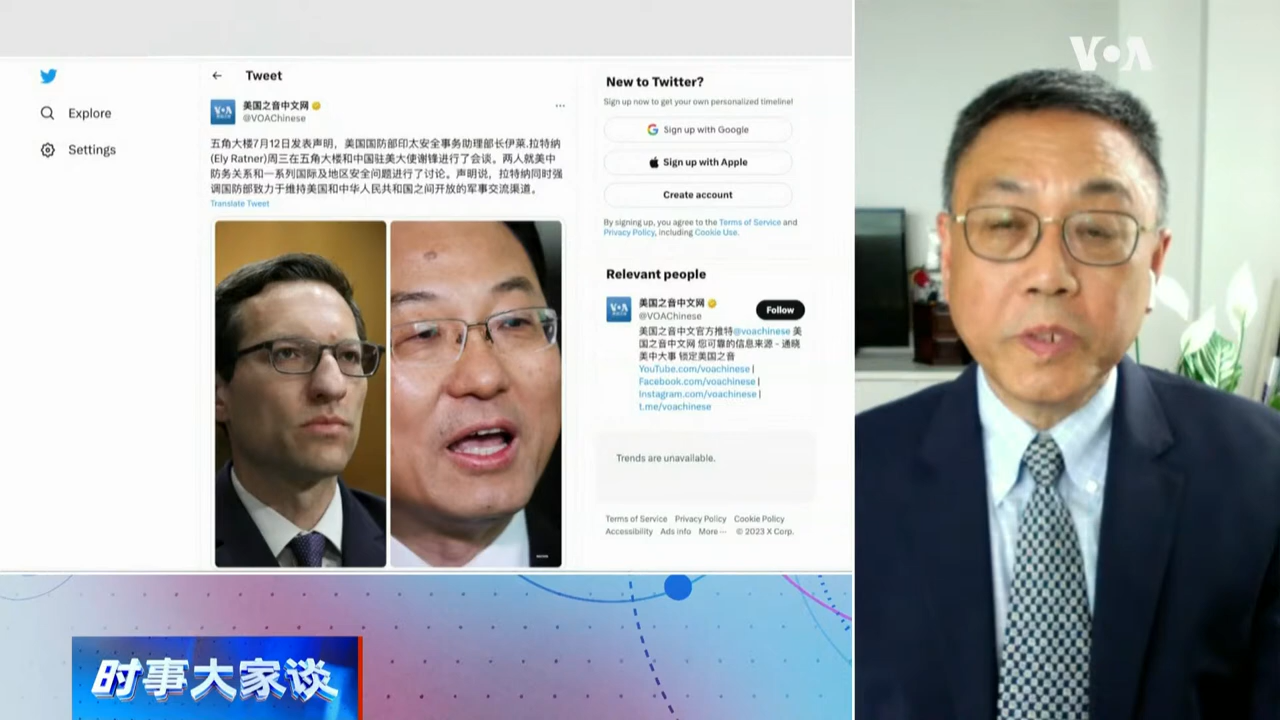 Tweet
Explore
Settings
美国之音中文网
@VOAChinese
五角大楼7月12日发表声明，美国国防部印太安全事务助理部长伊莱.拉特纳
(Ely Ratner)周三在五角大楼和中国驻美大使谢锋进行了会谈。两人就美中
防务关系和一系列国际及地区安全问题进行了讨论。声明说，拉特纳同时强
调国防部致力于维持美国和中华人民共和国之间开放的军事交流渠道。
Translate Tweet
New to Twitter?
Sign up now to get your own personalized timeline!
Sign up with Google
Sign up with Apple
Create account
By signing up, you agree to the Terms of Service and
Privacy Policy, including Cookie Use.
Relevant people
美国之音中文网
@VOAChinese
Follow
美国之音中文官方推特@voachinese 美
国之音中文网 您可靠的信息来源 - 通晓
美中大事 锁定美国之音
YouTube.com/voachinese |
Facebook.com/voachinese |
Instagram.com/voachinese |
t.me/voachinese
Trends are unavailable.
Terms of Service Privacy Policy Cookie Policy
Accessibility Ads info More ··· © 2023 X Corp.
VOA
时事大家谈